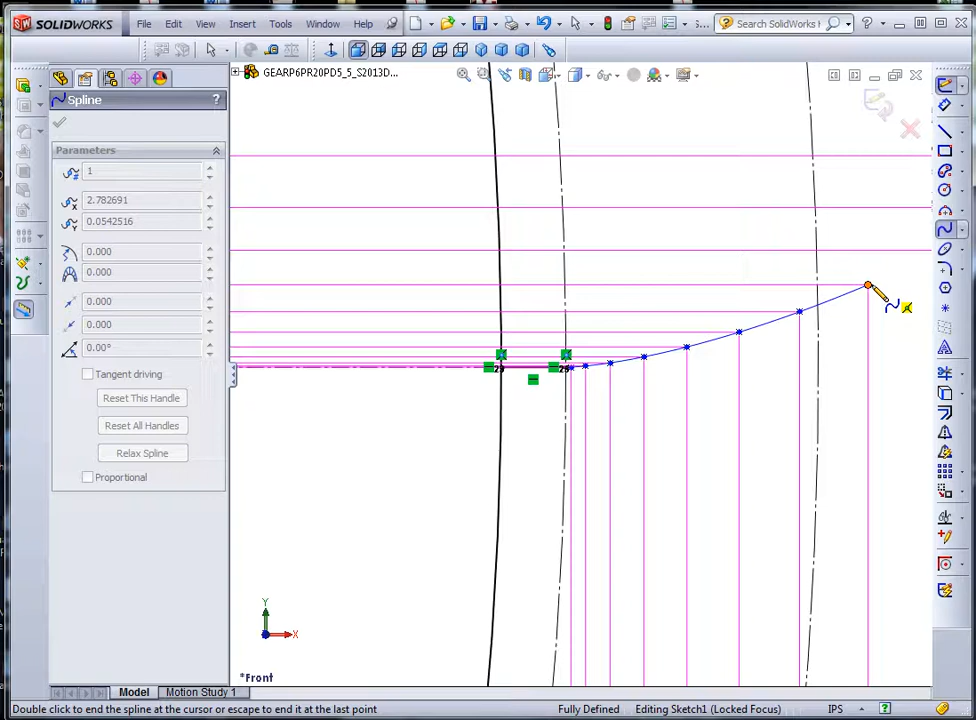 SW SOLIDWORKS File Edit View Insert Tools Window Help S... Search SolidWorks ?
GEARP6PR20PD5_5_S2013D...
Spline ?
Parameters
1
2.782691
0.0542516
0.000
0.000
0.000
0.000
0.00°
Tangent driving
Reset This Handle
Reset All Handles
Relax Spline
Proportional
Y
X
*Front
Model Motion Study 1
Double click to end the spline at the cursor or escape to end it at the last point Fully Defined Editing Sketch1 (Locked Focus) IPS ?